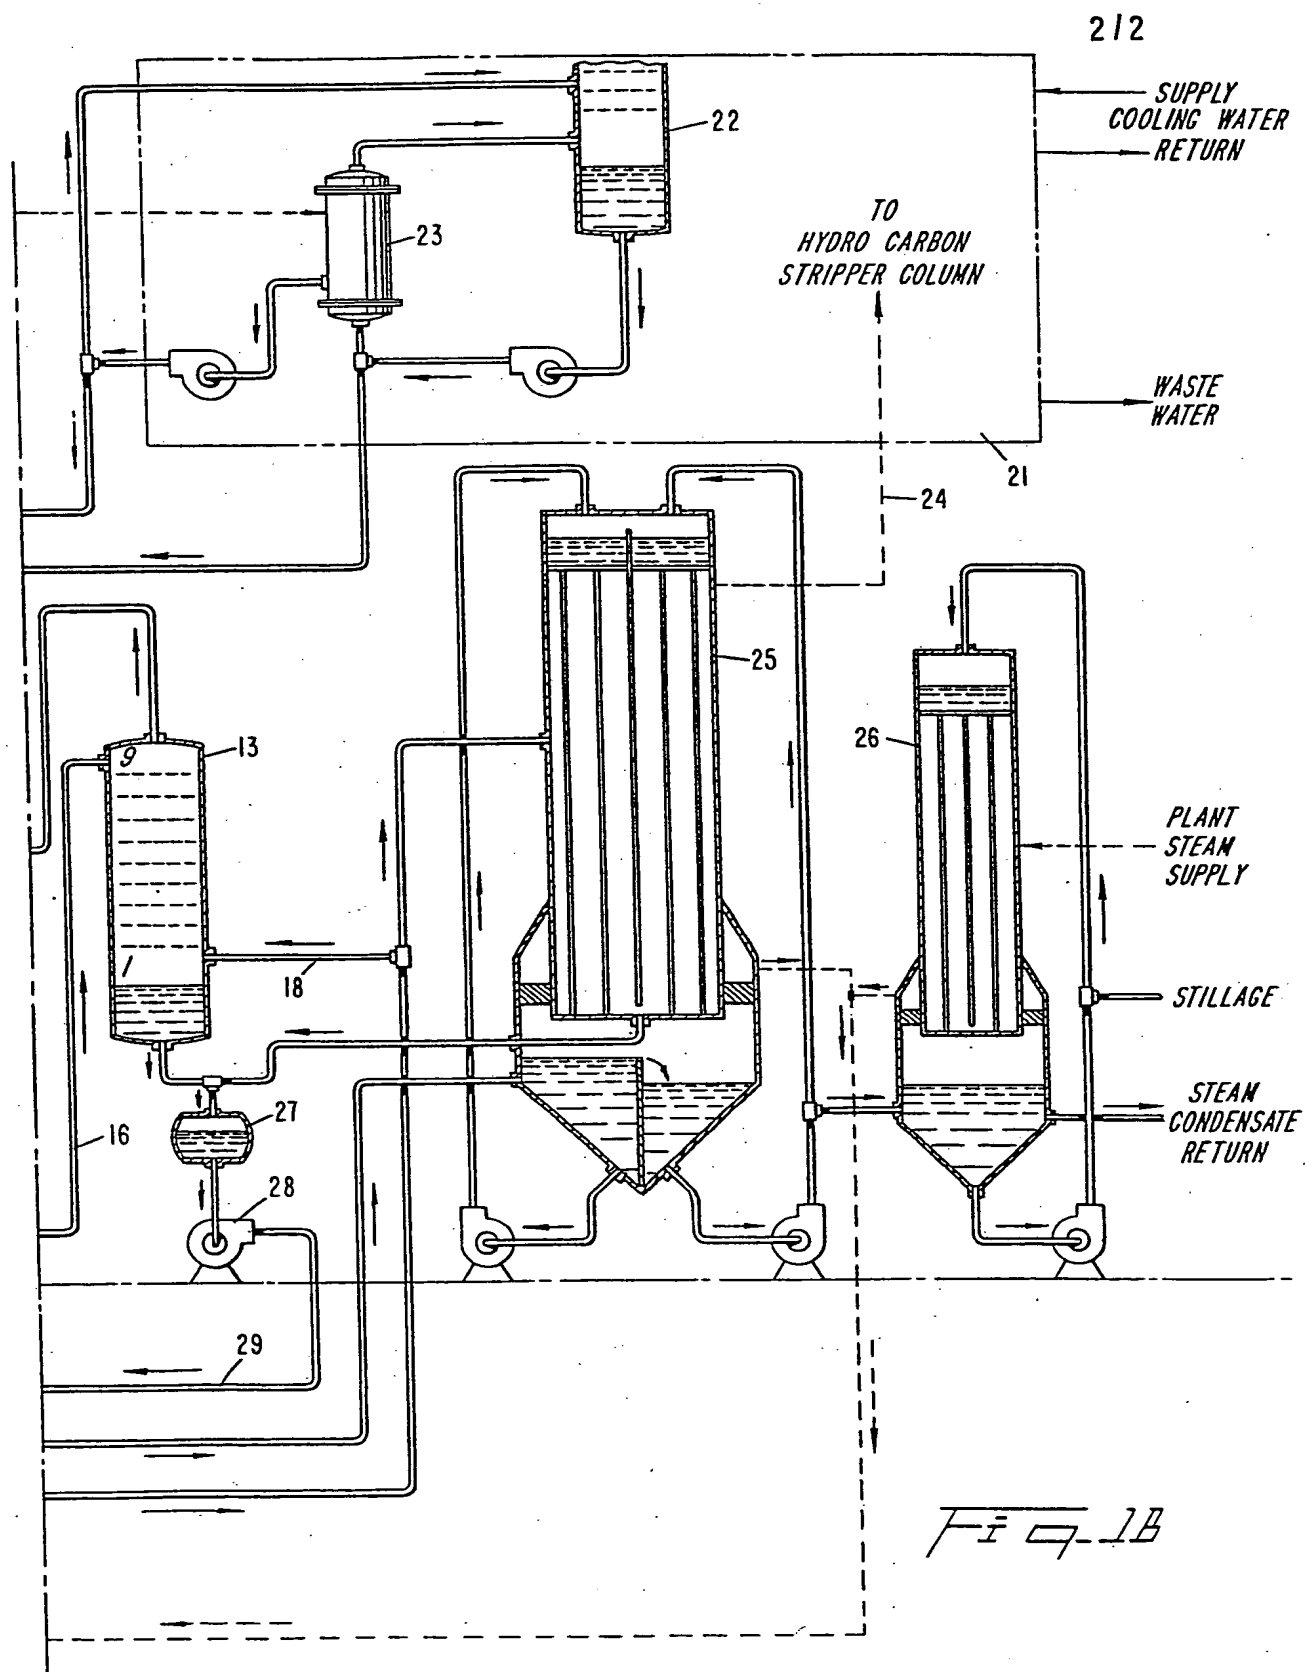 2/2
SUPPLY
COOLING WATER
RETURN
22
TO
HYDRO CARBON
STRIPPER COLUMN
23
WASTE
WATER
21
24
25
13
9
26
PLANT
STEAM
SUPPLY
1
18
STILLAGE
STEAM
CONDENSATE
RETURN
27
16
28
29
Fig. 1B